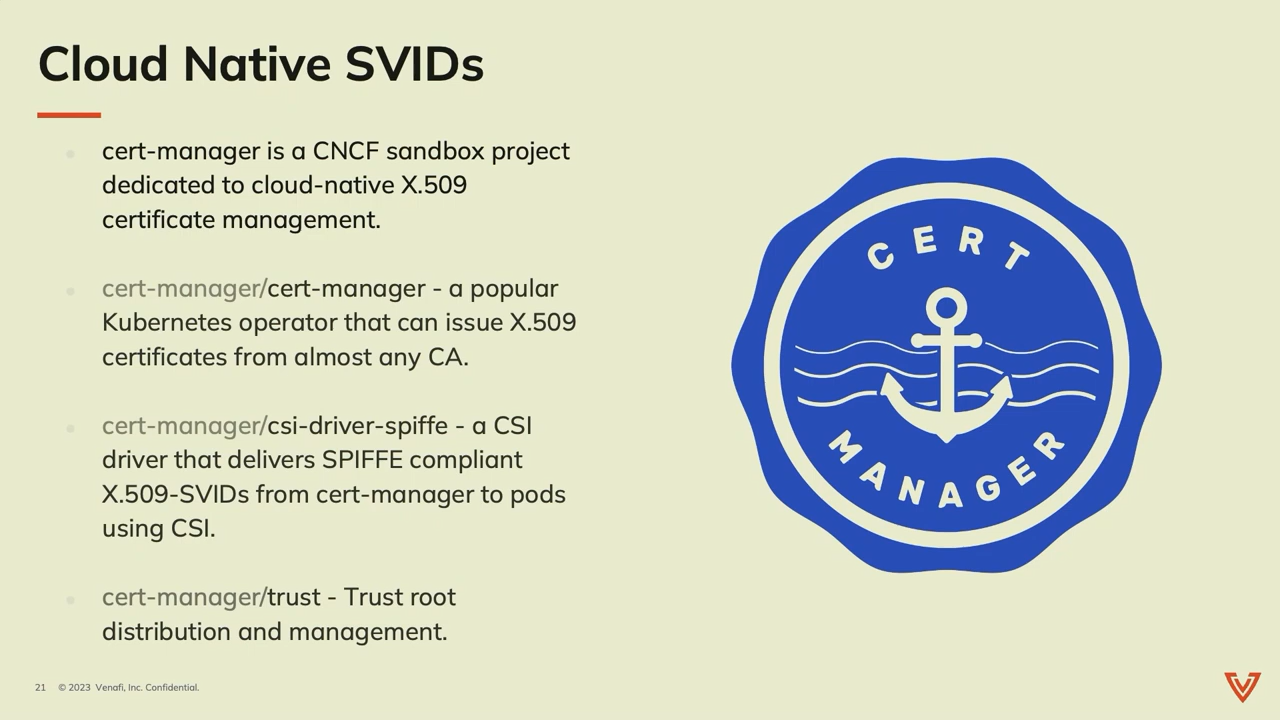 Cloud Native SVIDs
cert-manager is a CNCF sandbox project
dedicated to cloud-native X.509
certificate management.
cert-manager/cert-manager - a popular
Kubernetes operator that can issue X.509
certificates from almost any CA.
cert-manager/csi-driver-spiffe - a CSI
driver that delivers SPIFFE compliant
X.509-SVIDs from cert-manager to pods
using CSI.
cert-manager/trust - Trust root
distribution and management.
CERT
MANAGER
21 © 2023 Venafi, Inc. Confidential.